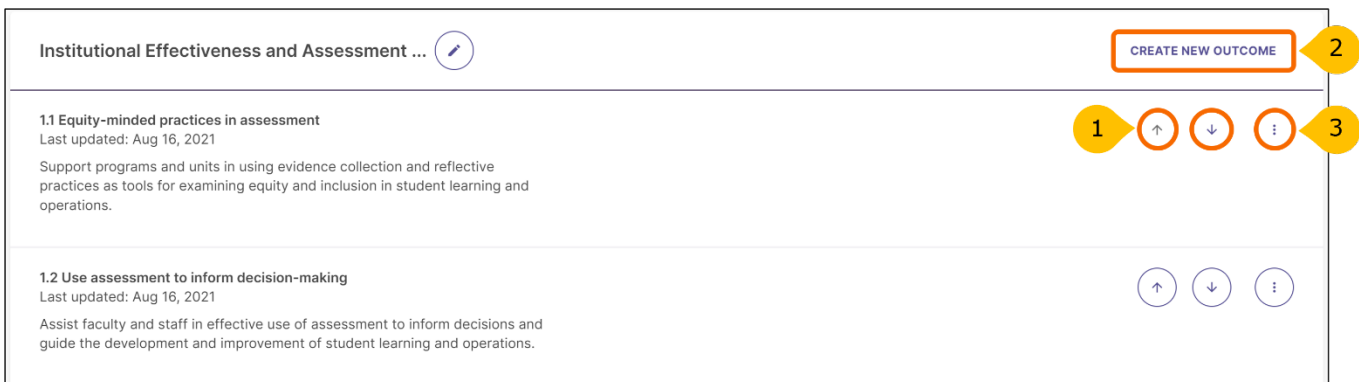 Institutional Effectiveness and Assessment ...
CREATE NEW OUTCOME
2
1.1 Equity-minded practices in assessment
Last updated: Aug 16, 2021
1
3
Support programs and units in using evidence collection and reflective
practices as tools for examining equity and inclusion in student learning and
operations.
1.2 Use assessment to inform decision-making
Last updated: Aug 16, 2021
Assist faculty and staff in effective use of assessment to inform decisions and
guide the development and improvement of student learning and operations.